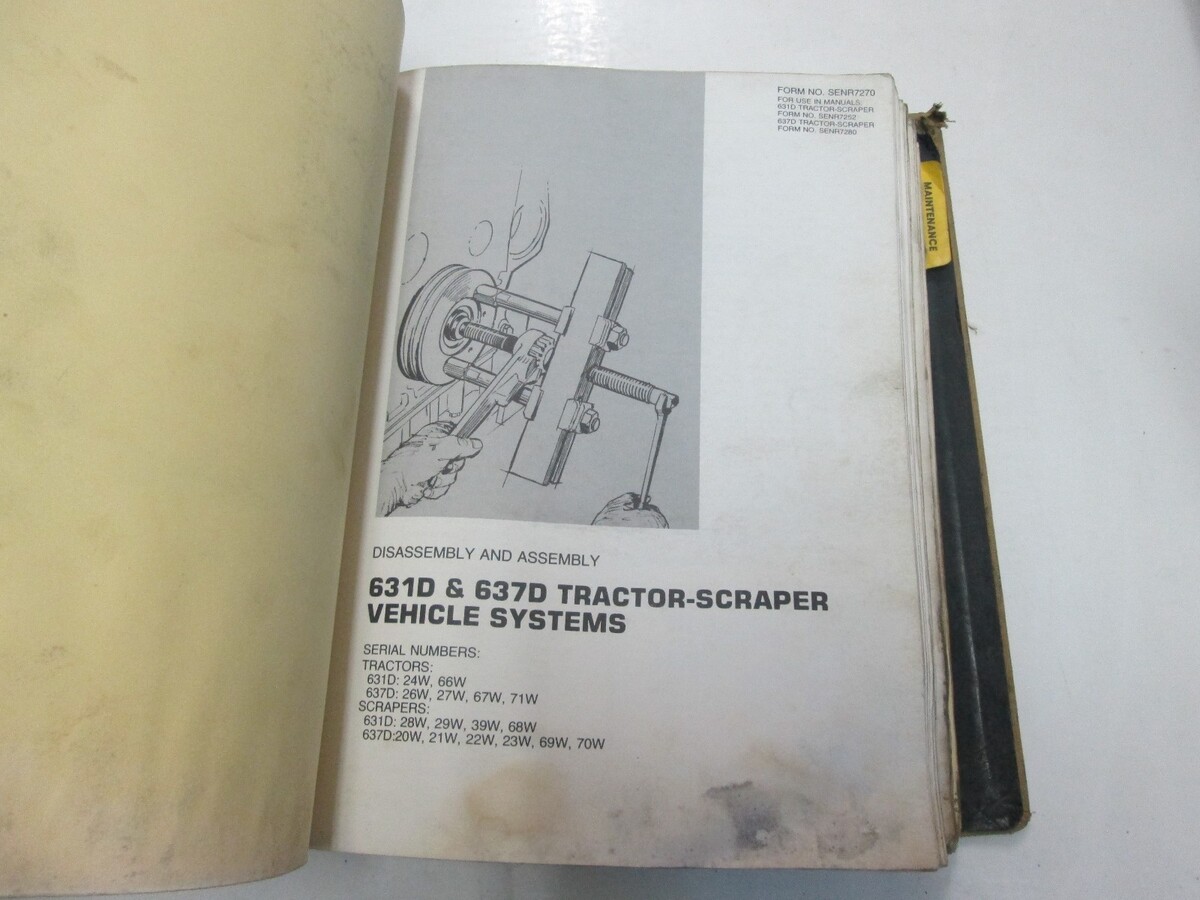 FORM NO. SENR7270
FOR USE IN MANUALS:
631D TRACTOR-SCRAPER
FORM NO. SENR7252
637D TRACTOR-SCRAPER
FORM NO. SENR7280
MAINTENANCE
DISASSEMBLY AND ASSEMBLY
631D & 637D TRACTOR-SCRAPER
VEHICLE SYSTEMS
SERIAL NUMBERS:
TRACTORS:
631D: 24W, 66W
637D: 26W, 27W, 67W, 71W
SCRAPERS:
631D: 28W, 29W, 39W, 68W
637D:20W, 21W, 22W, 23W, 69W, 70W